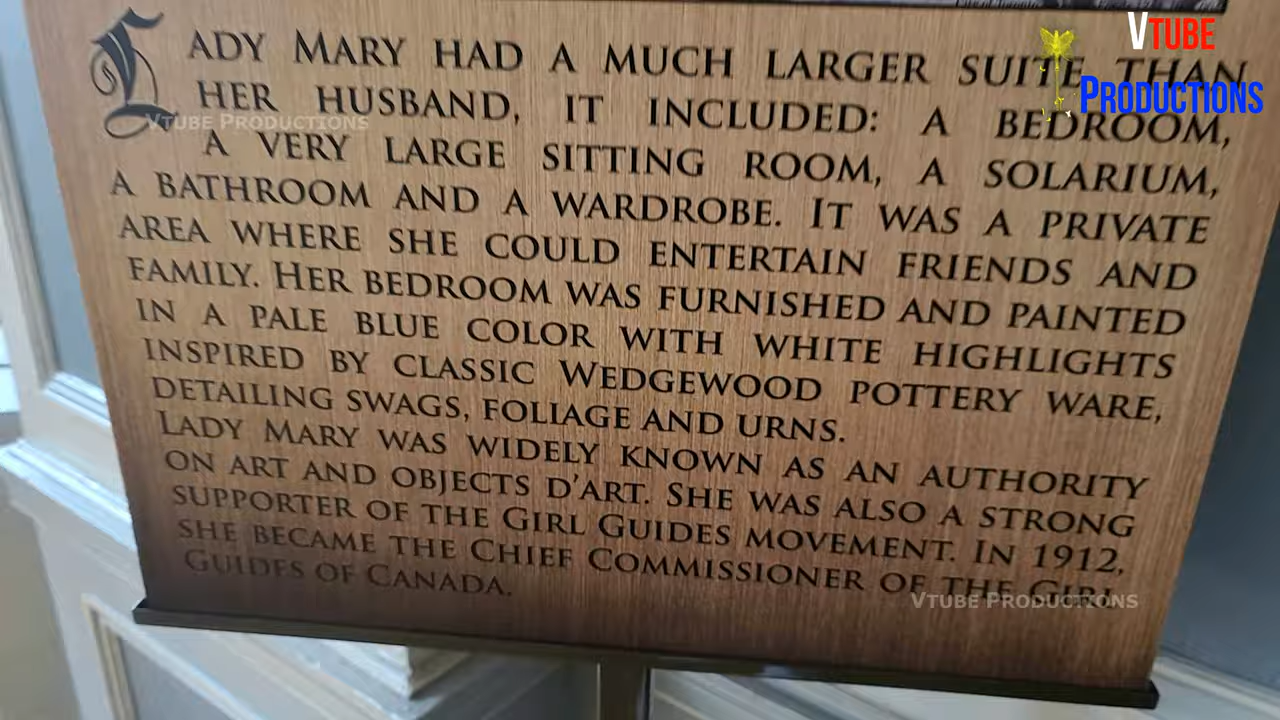 VTUBE
PRODUCTIONS
LADY MARY HAD A MUCH LARGER SUITE THAN
HER HUSBAND, IT INCLUDED: A BEDROOM,
VTUBE PRODUCTIONS
A VERY LARGE SITTING ROOM, A SOLARIUM,
A BATHROOM AND A WARDROBE. IT WAS A PRIVATE
AREA WHERE SHE COULD ENTERTAIN FRIENDS AND
FAMILY. HER BEDROOM WAS FURNISHED AND PAINTED
IN A PALE BLUE COLOR WITH WHITE HIGHLIGHTS
INSPIRED BY CLASSIC WEDGEWOOD POTTERY WARE,
DETAILING SWAGS, FOLIAGE AND URNS.
LADY MARY WAS WIDELY KNOWN AS AN AUTHORITY
ON ART AND OBJECTS D'ART. SHE WAS ALSO A STRONG
SUPPORTER OF THE GIRL GUIDES MOVEMENT. IN 1912,
SHE BECAME THE CHIEF COMMISSIONER OF THE GIRL
GUIDES OF CANADA.
VTUBE PRODUCTIONS